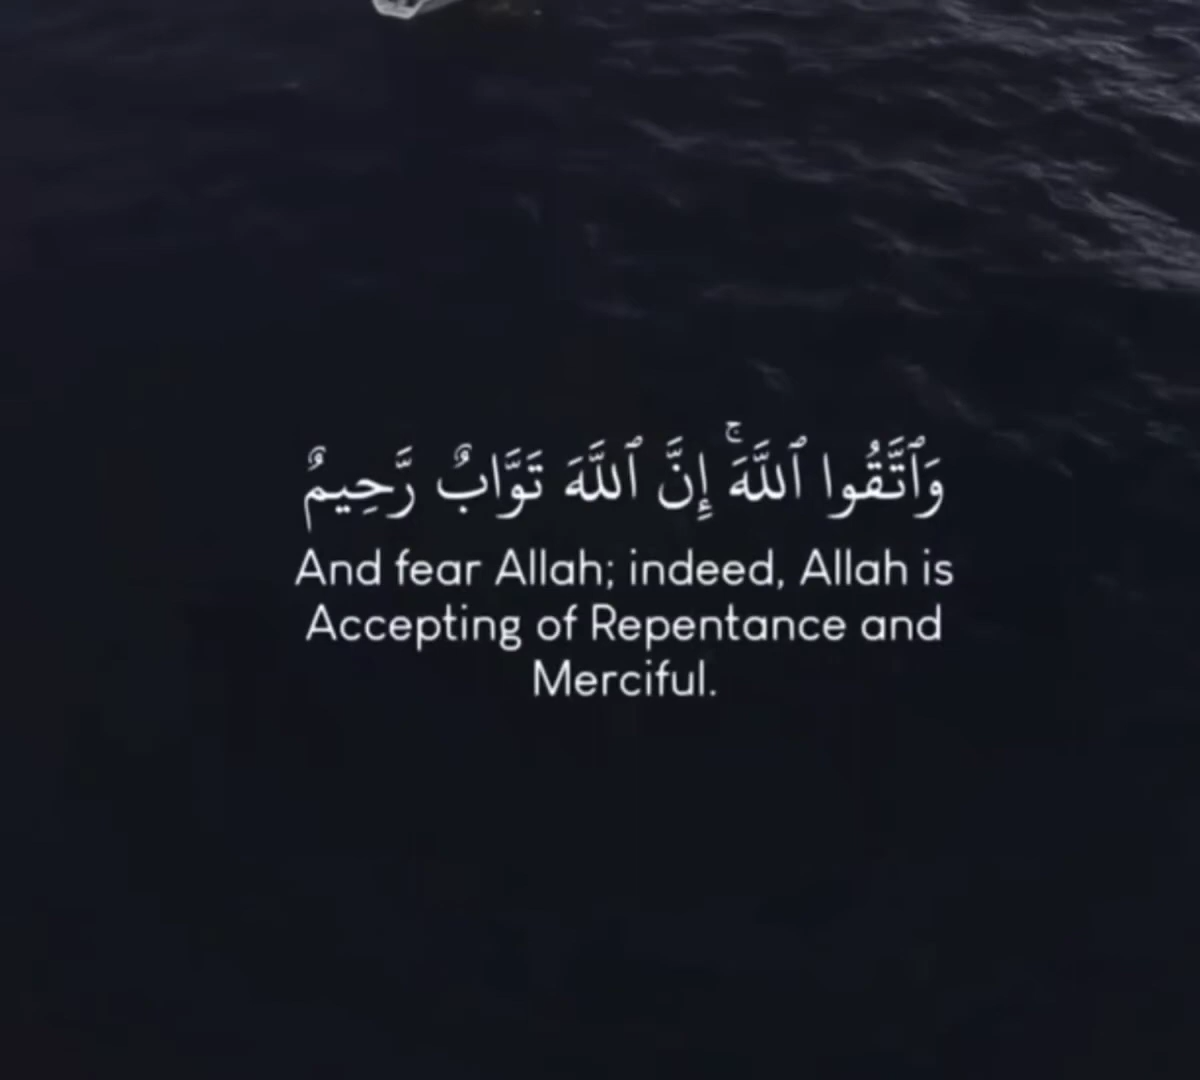 وَٱتَّقُوا ٱللَّهَ ۚ إِنَّ ٱللَّهَ تَوَّابٌ رَّحِيمٌ
And fear Allah; indeed, Allah is
Accepting of Repentance and
Merciful.